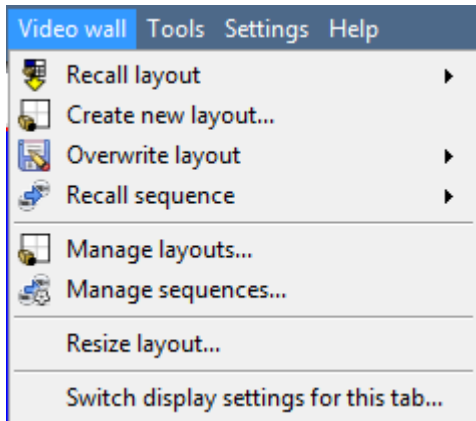 Video wall Tools Settings Help
Recall layout
Create new layout...
Overwrite layout
Recall sequence
Manage layouts...
Manage sequences...
Resize layout...
Switch display settings for this tab...